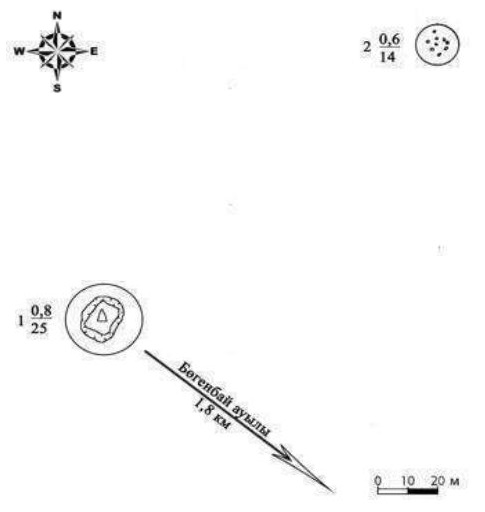 N
W E
S
2 0,6
14
1 0,8
25
Бөгенбай ауылы
1,8 км
0 10 20 м